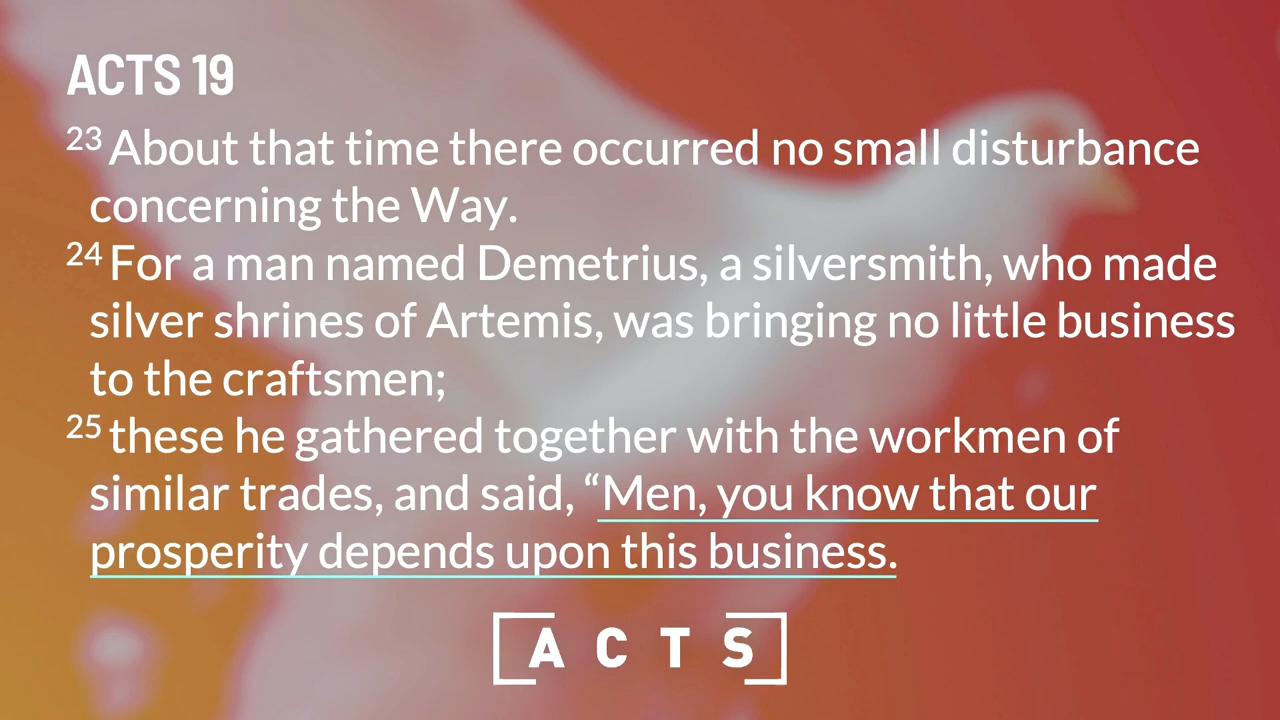 ACTS 19
23 About that time there occurred no small disturbance
concerning the Way.
24 For a man named Demetrius, a silversmith, who made
silver shrines of Artemis, was bringing no little business
to the craftsmen;
25 these he gathered together with the workmen of
similar trades, and said, “Men, you know that our
prosperity depends upon this business.
ACTS